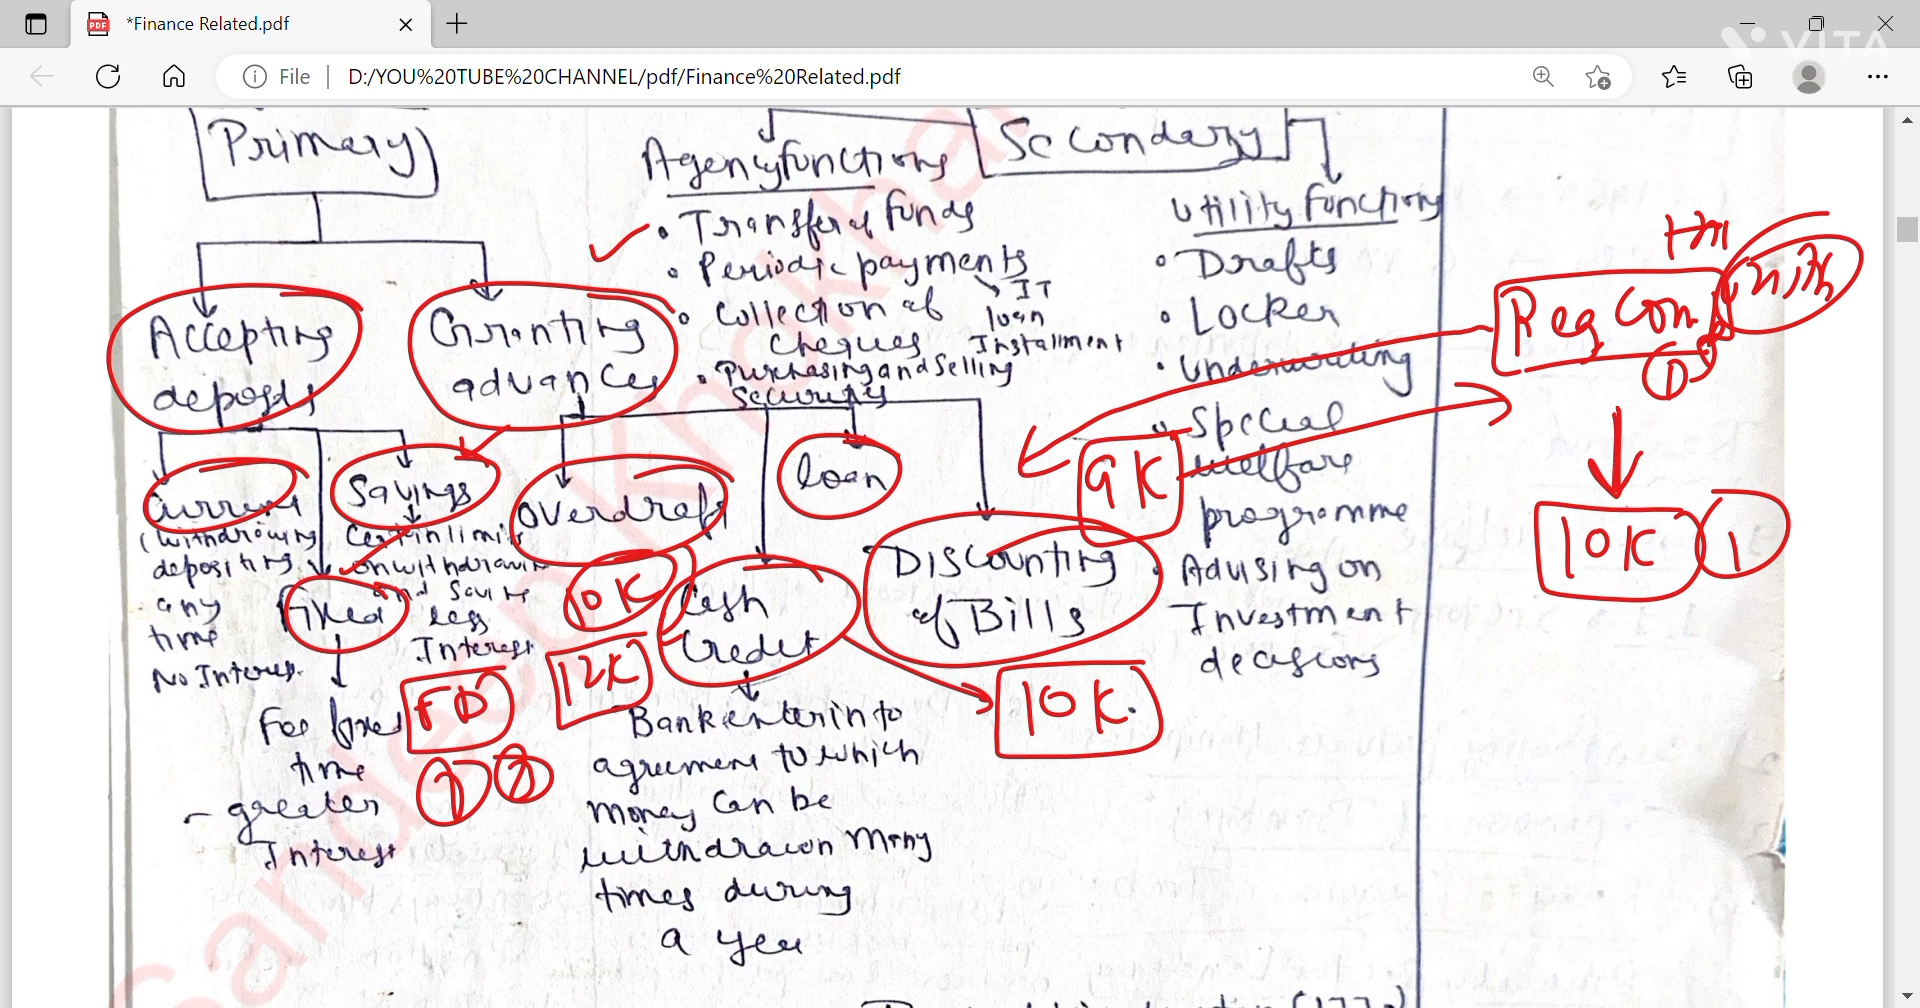 *Finance Related.pdf
VITA
File
D:/YOU%20TUBE%20CHANNEL/pdf/Finance%20Related.pdf
Primary
Secondary
Agency functions
• Transfer of funds
• Periodic payments
IT
loan
Installment
• Collection of
Cheques
• Purchasing and Selling
Securities
Utility functions
• Drafts
• Locker
• Underwriting
• Special
welfare
programme
• Advising on
Investment
decisions
Accepting
deposits
Granting
advances
Current
(withdrawing
depositing
any
time
No Interest.
Savings
Certain limit
on withdrawing
and
less
Interest
fixed
For fixed
time
- greater
Interest
FD
Overdraft
10K
12K
Cash
Credit
Bank enter into
agreement to which
money can be
withdrawn many
times during
a year
loan
Discounting
of Bills
9K
10K.
Reg Com
D
10K
1